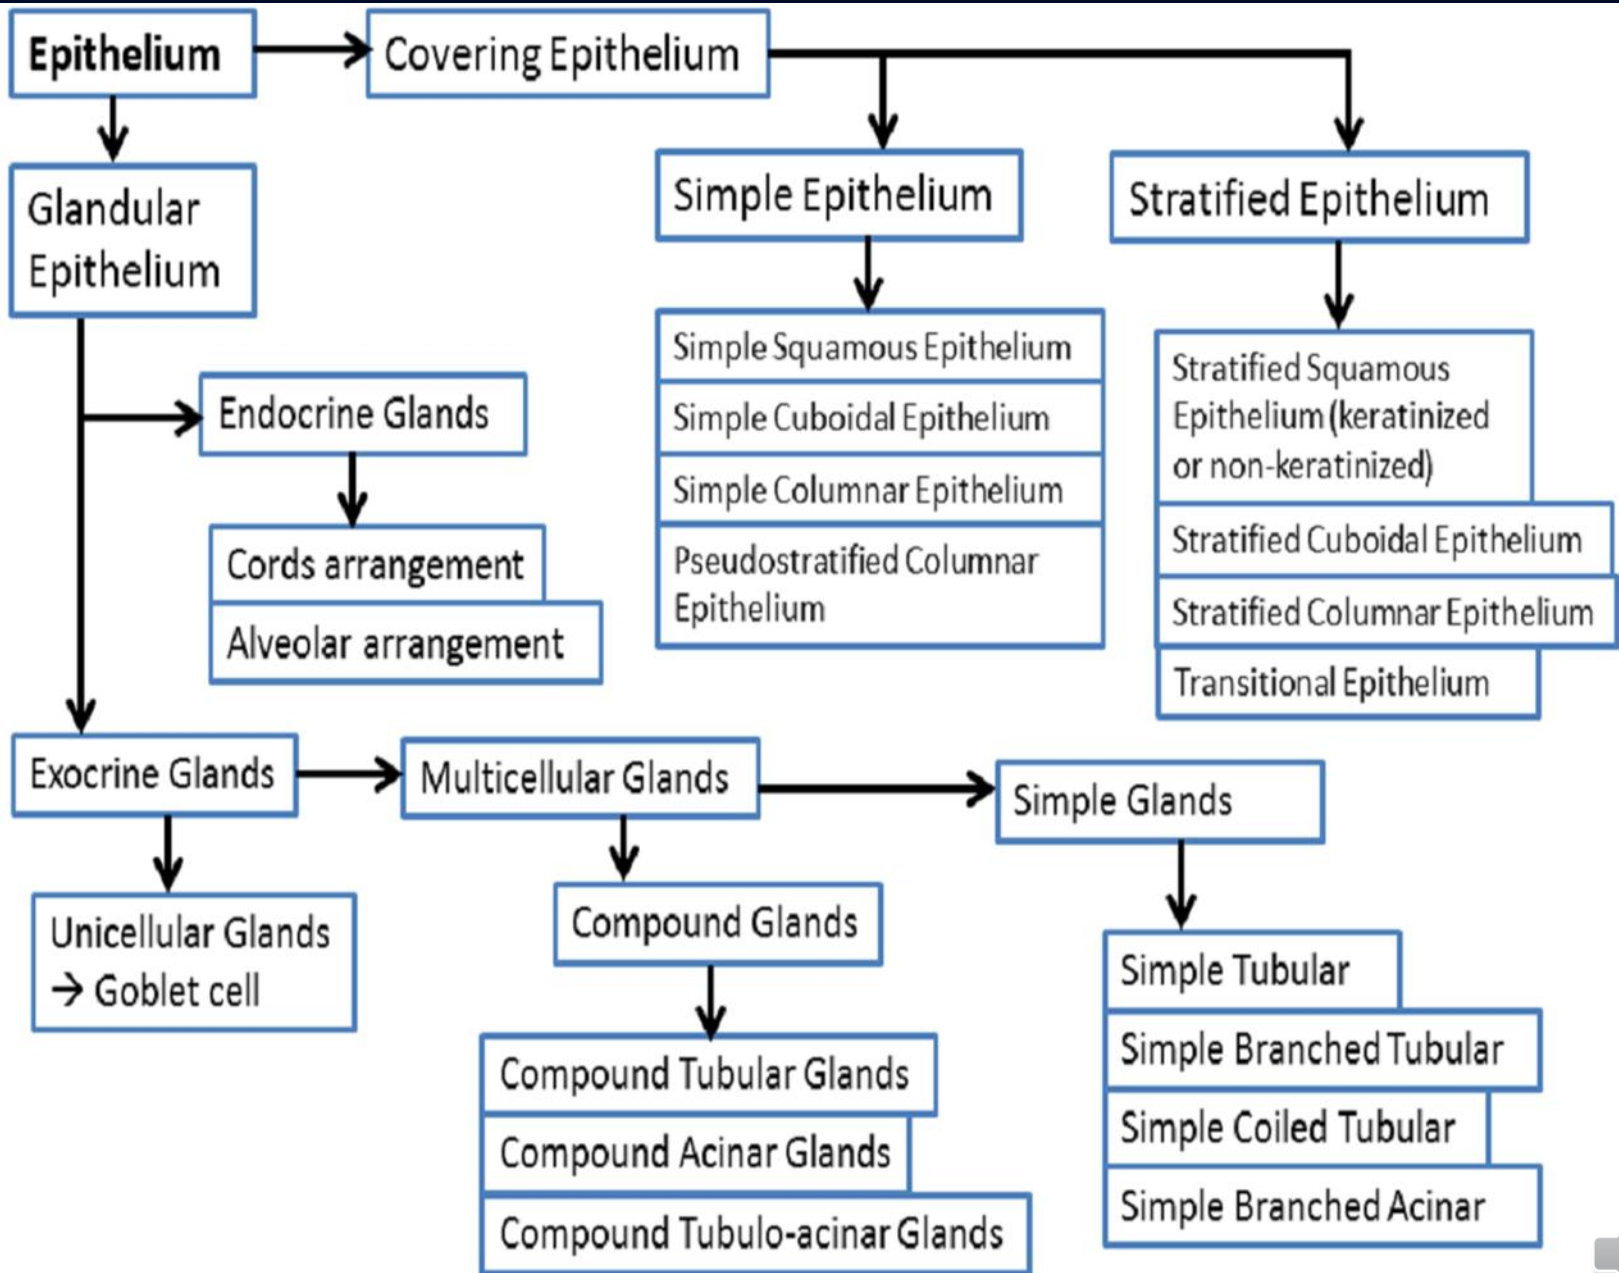 Epithelium
Covering Epithelium
Glandular
Epithelium
Simple Epithelium
Stratified Epithelium
Simple Squamous Epithelium
Simple Cuboidal Epithelium
Simple Columnar Epithelium
Pseudostratified Columnar
Epithelium
Stratified Squamous
Epithelium (keratinized
or non-keratinized)
Stratified Cuboidal Epithelium
Stratified Columnar Epithelium
Transitional Epithelium
Endocrine Glands
Cords arrangement
Alveolar arrangement
Exocrine Glands
Multicellular Glands
Simple Glands
Unicellular Glands
→ Goblet cell
Compound Glands
Compound Tubular Glands
Compound Acinar Glands
Compound Tubulo-acinar Glands
Simple Tubular
Simple Branched Tubular
Simple Coiled Tubular
Simple Branched Acinar